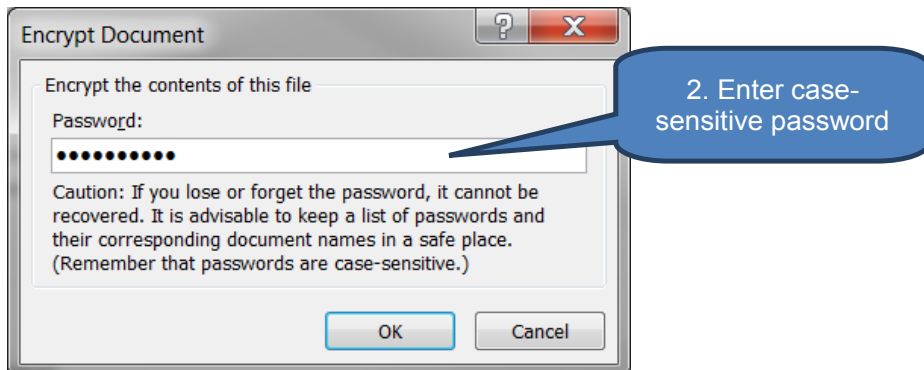 Encrypt Document
Encrypt the contents of this file
Password:
••••••••••
Caution: If you lose or forget the password, it cannot be
recovered. It is advisable to keep a list of passwords and
their corresponding document names in a safe place.
(Remember that passwords are case-sensitive.)
OK Cancel
2. Enter case-
sensitive password